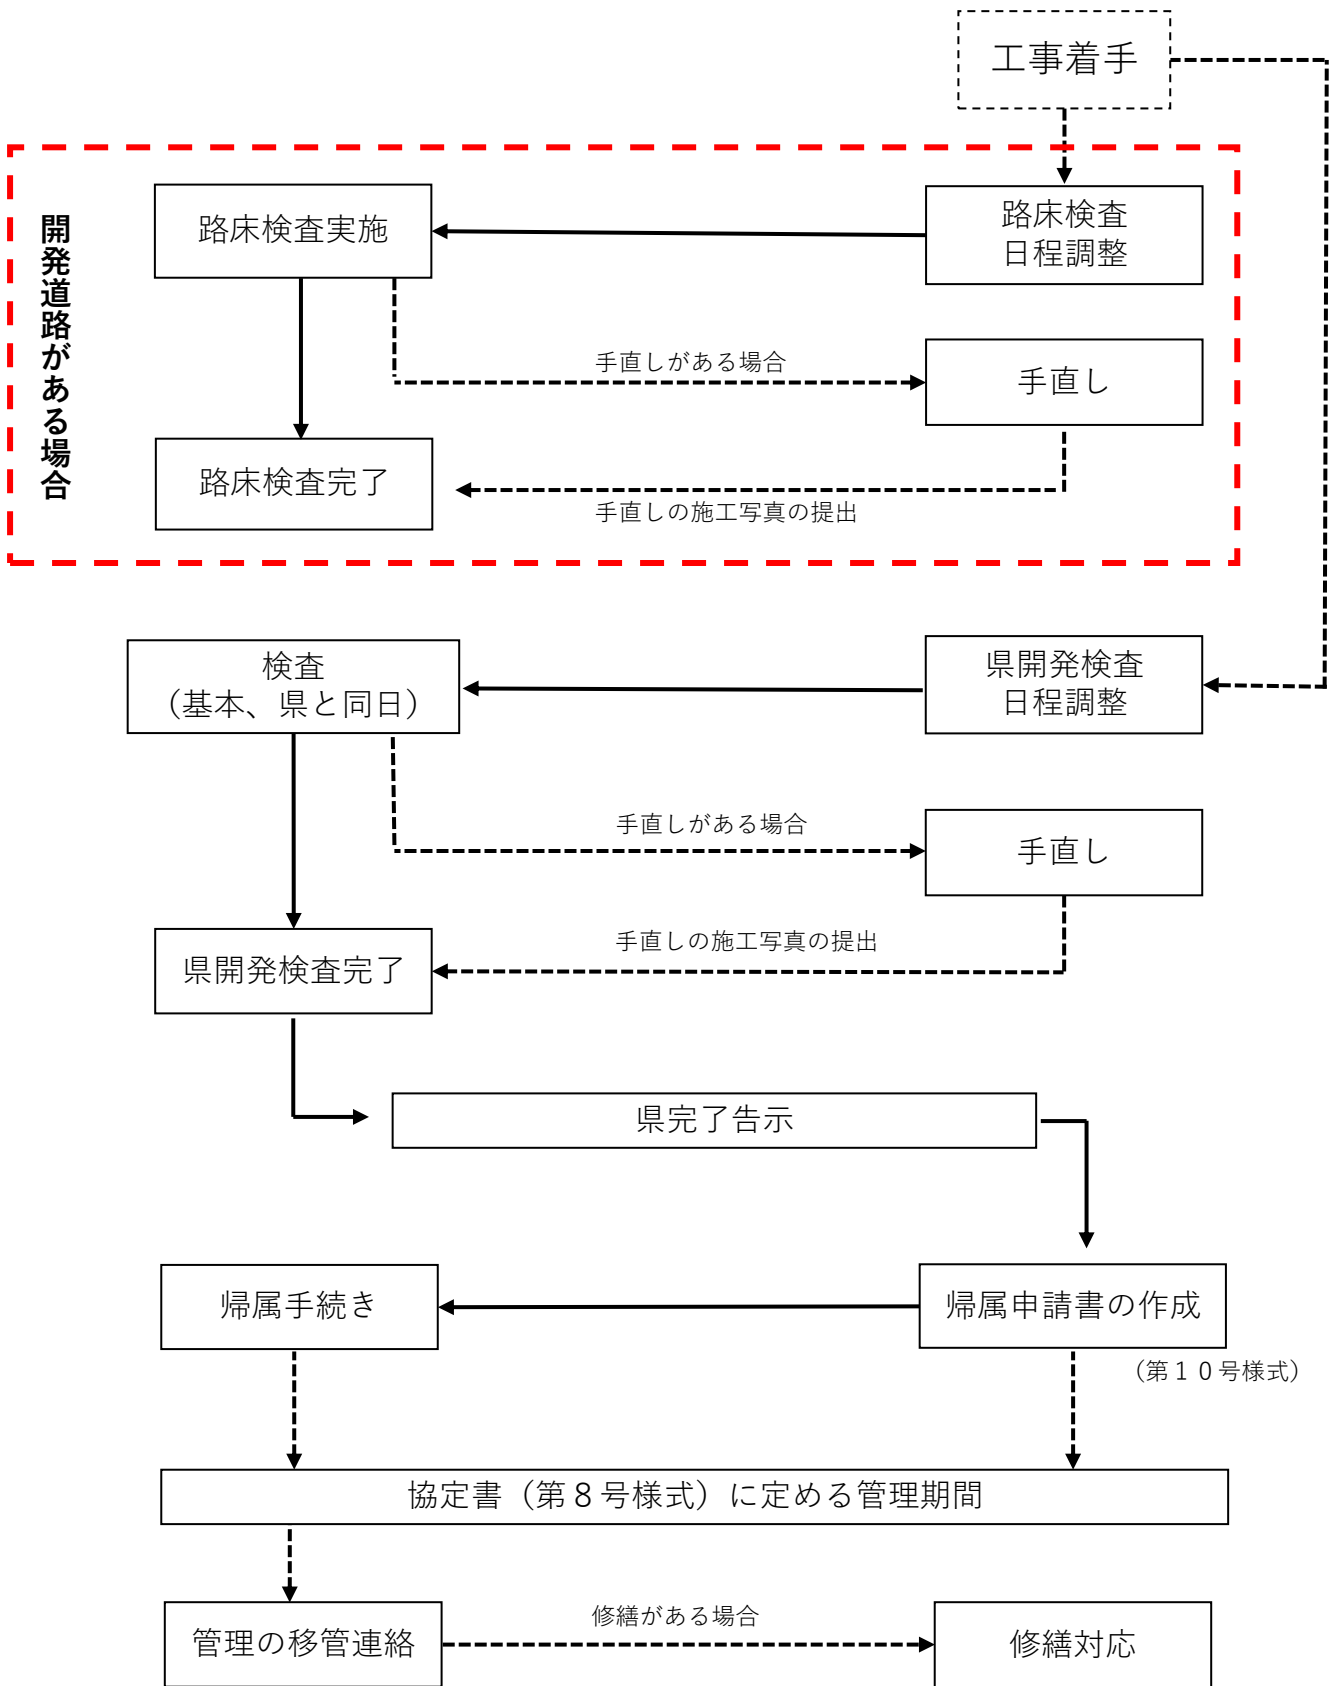 工事着手
開発道路がある場合
路床検査実施
路床検査
日程調整
手直しがある場合
手直し
路床検査完了
手直しの施工写真の提出
検査
（基本、県と同日）
県開発検査
日程調整
手直しがある場合
手直し
手直しの施工写真の提出
県開発検査完了
県完了告示
帰属手続き
帰属申請書の作成
（第１０号様式）
協定書（第８号様式）に定める管理期間
管理の移管連絡
修繕がある場合
修繕対応